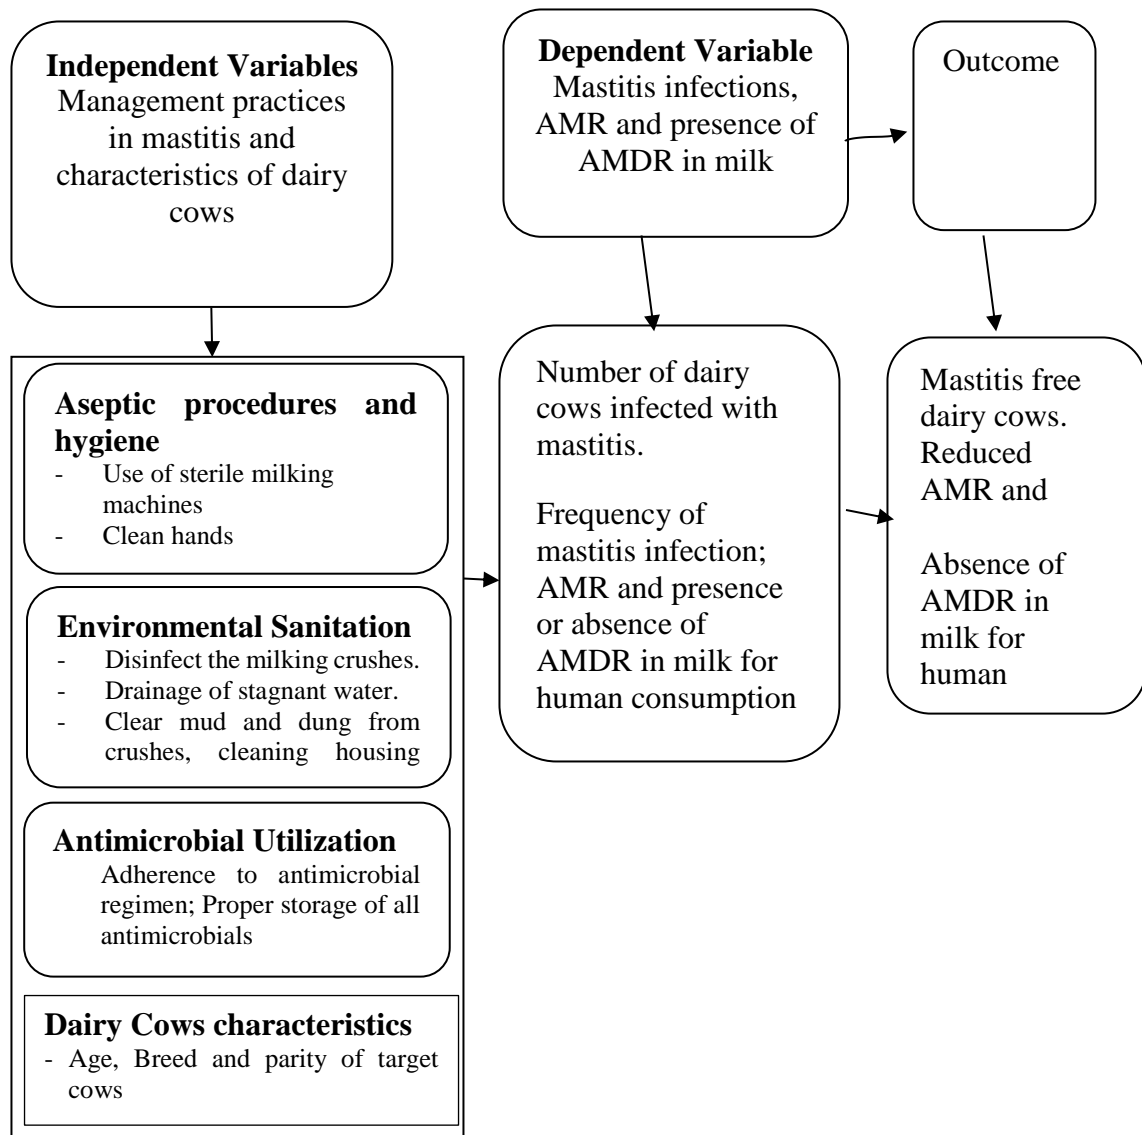 Independent Variables
Management practices
in mastitis and
characteristics of dairy
cows
Dependent Variable
Mastitis infections,
AMR and presence of
AMDR in milk
Outcome
Aseptic procedures and
hygiene
- Use of sterile milking
machines
- Clean hands
Environmental Sanitation
- Disinfect the milking crushes.
- Drainage of stagnant water.
- Clear mud and dung from
crushes, cleaning housing
Antimicrobial Utilization
Adherence to antimicrobial
regimen; Proper storage of all
antimicrobials
Dairy Cows characteristics
- Age, Breed and parity of target
cows
Number of dairy
cows infected with
mastitis.
Frequency of
mastitis infection;
AMR and presence
or absence of
AMDR in milk for
human consumption
Mastitis free
dairy cows.
Reduced
AMR and
Absence of
AMDR in
milk for
human